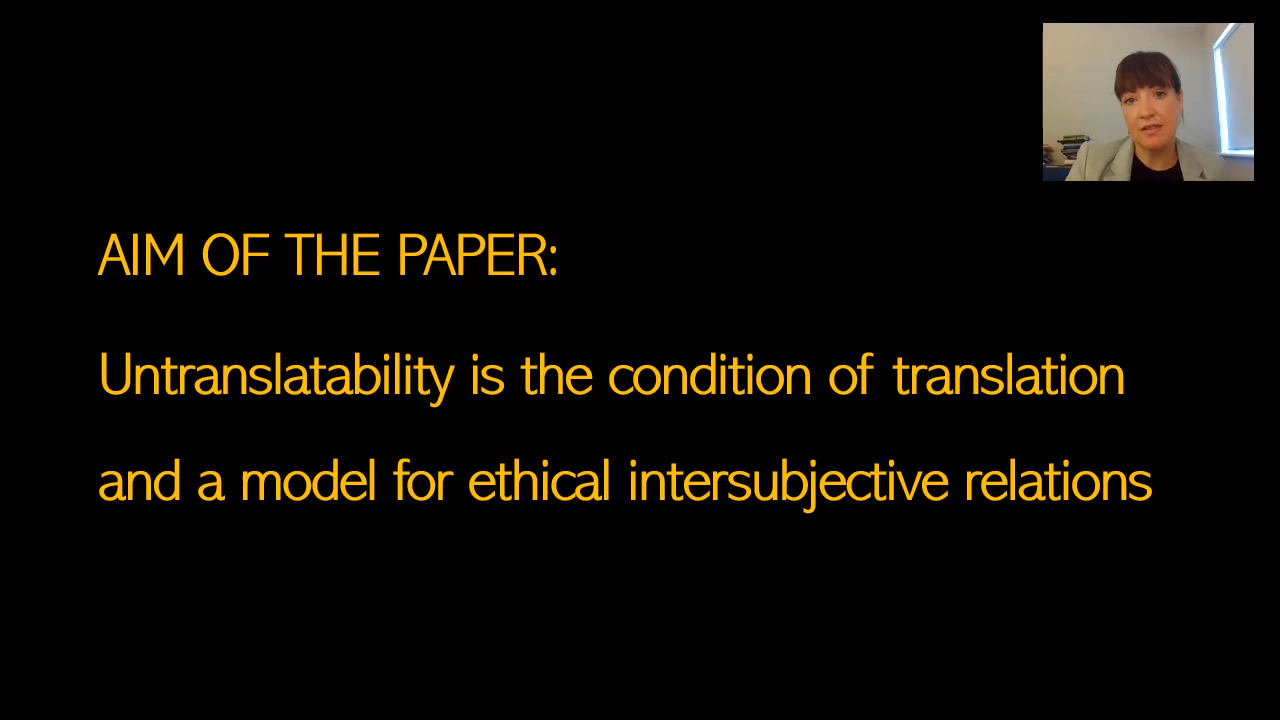 AIM OF THE PAPER:
Untranslatability is the condition of translation
and a model for ethical intersubjective relations